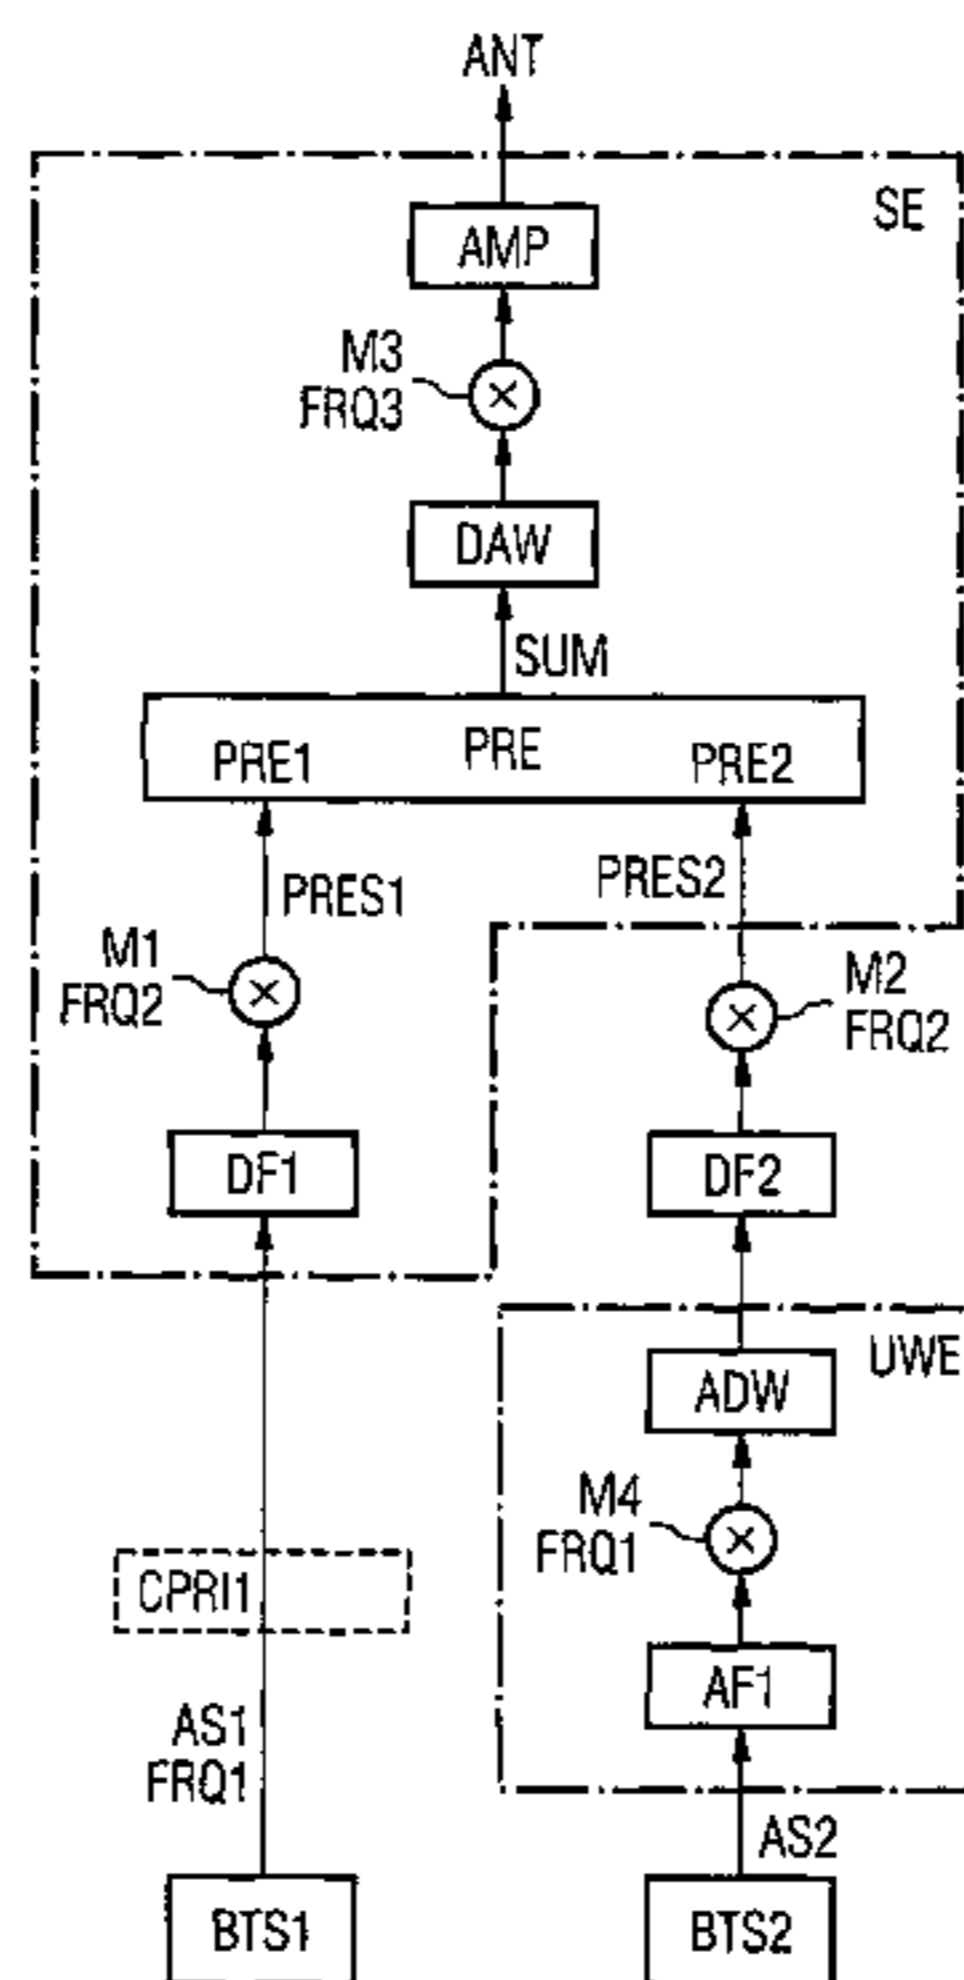 ANT
SE
AMP
M3
FRQ3
DAW
SUM
PRE1
PRE
PRE2
PRES1
PRES2
M1
FRQ2
M2
FRQ2
DF1
DF2
UWE
ADW
M4
FRQ1
CPRI1
AF1
AS1
FRQ1
AS2
BTS1
BTS2